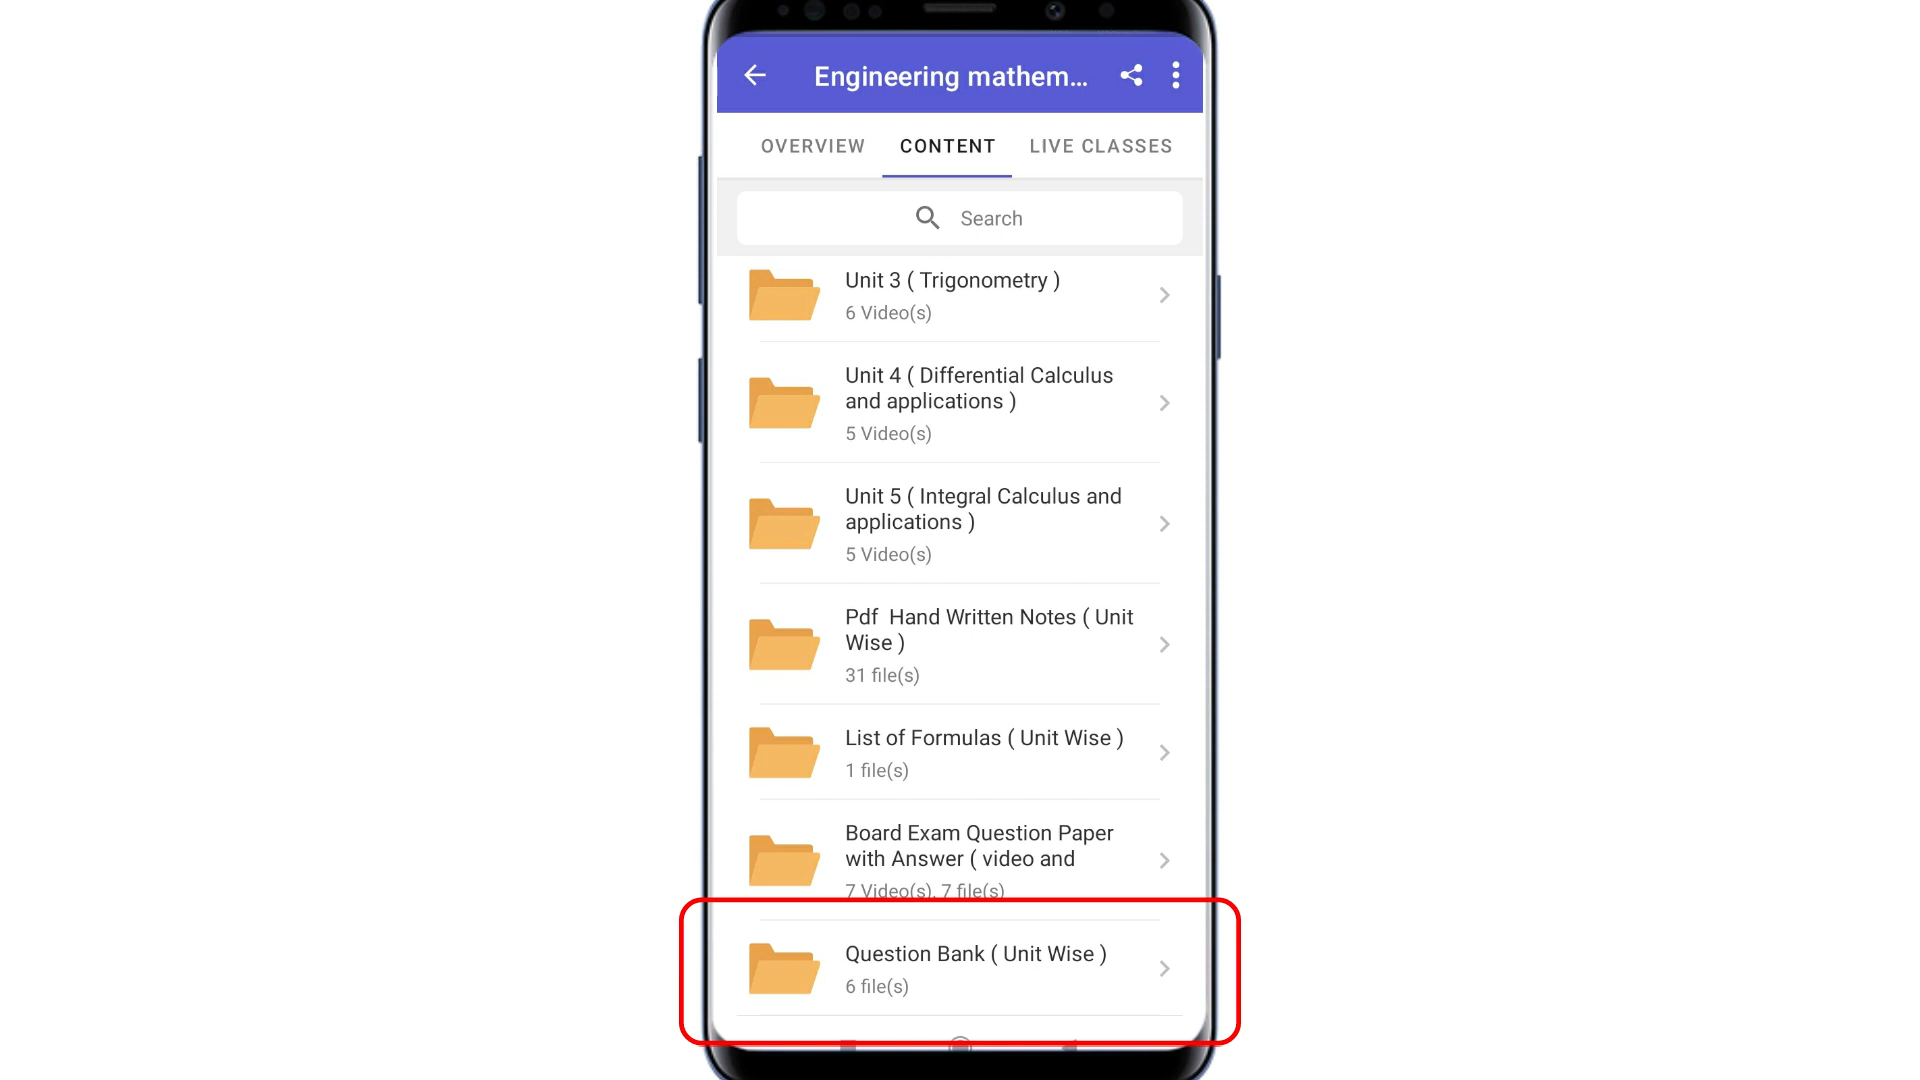 Engineering mathem...
OVERVIEW CONTENT LIVE CLASSES
Search
Unit 3 ( Trigonometry )
6 Video(s)
Unit 4 ( Differential Calculus
and applications )
5 Video(s)
Unit 5 ( Integral Calculus and
applications )
5 Video(s)
Pdf  Hand Written Notes ( Unit
Wise )
31 file(s)
List of Formulas ( Unit Wise )
1 file(s)
Board Exam Question Paper
with Answer ( video and
7 Video(s), 7 file(s)
Question Bank ( Unit Wise )
6 file(s)